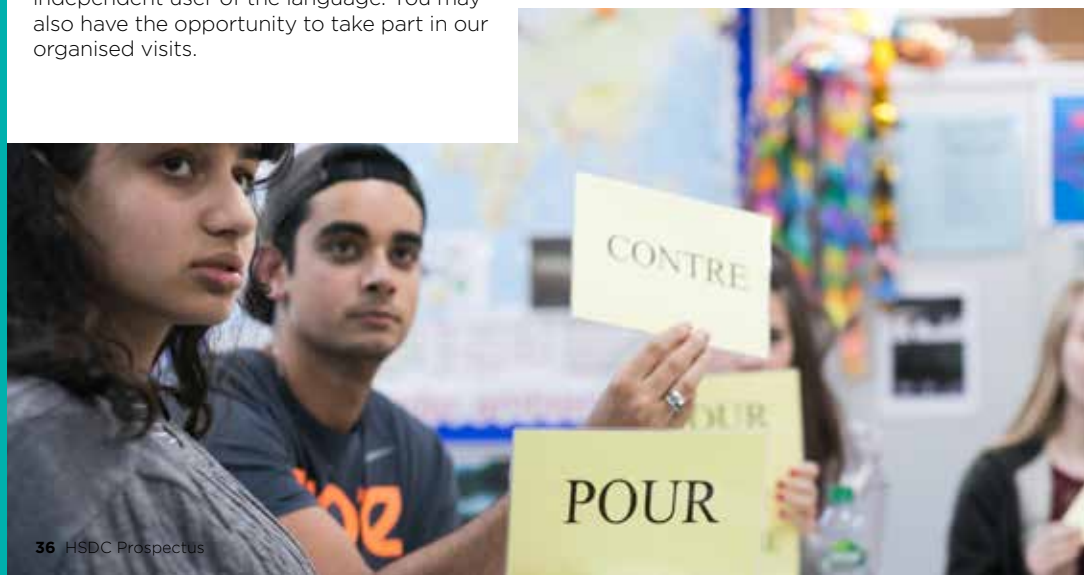 independent user of the language. You may
also have the opportunity to take part in our
organised visits.
CONTRE
POUR
36 HSDC Prospectus